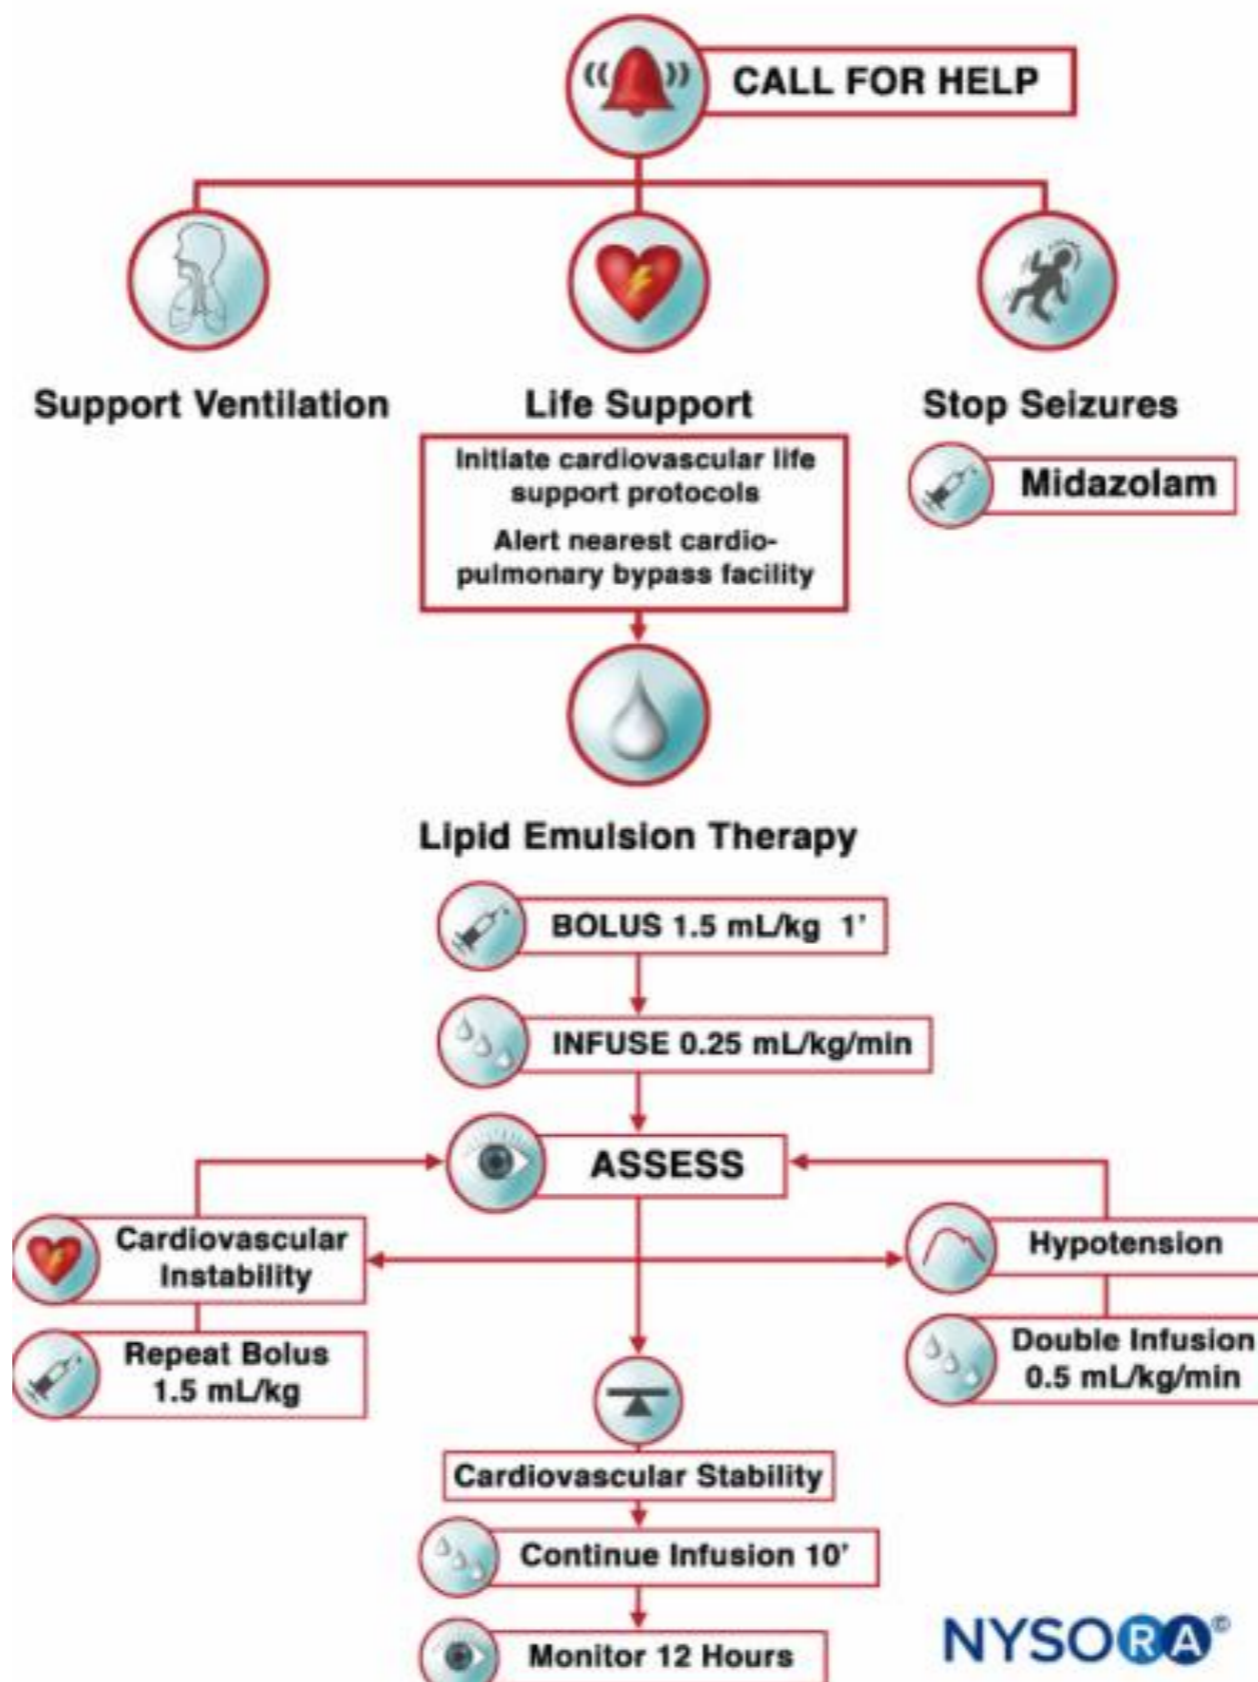 CALL FOR HELP
Support Ventilation
Life Support
Initiate cardiovascular life
support protocols
Alert nearest cardio-
pulmonary bypass facility
Stop Seizures
Midazolam
Lipid Emulsion Therapy
BOLUS 1.5 mL/kg 1’
INFUSE 0.25 mL/kg/min
ASSESS
Cardiovascular
Instability
Repeat Bolus
1.5 mL/kg
Hypotension
Double Infusion
0.5 mL/kg/min
Cardiovascular Stability
Continue Infusion 10’
Monitor 12 Hours
NYSORA©